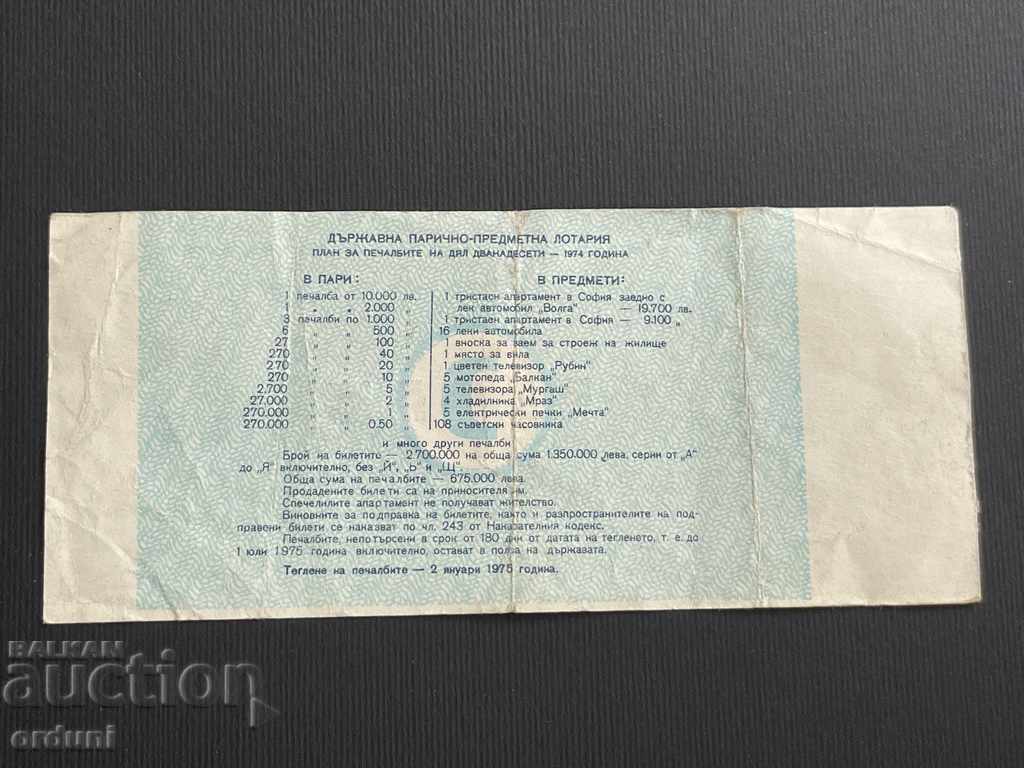 ДЪРЖАВНА ПАРИЧНО-ПРЕДМЕТНА ЛОТАРИЯ
ПЛАН ЗА ПЕЧАЛБИТЕ НА ДЯЛ ДВАНАДЕСЕТИ — 1974 ГОДИНА
В ПАРИ:
1 печалба от 10.000 лв.
1 „ „ 2.000 „
3 печалби по 1.000 „
6 „ „ 500 „
27 „ „ 100 „
270 „ „ 40 „
270 „ „ 20 „
270 „ „ 10 „
2.700 „ „ 5 „
27.000 „ „ 2 „
270.000 „ „ 1 „
270.000 „ „ 0.50 „
В ПРЕДМЕТИ:
1 тристаен апартамент в София заедно с
лек автомобил „Волга“ — 19.700 лв.
1 тристаен апартамент в София — 9.100 „
16 леки автомобила
1 вноска за заем за строеж на жилище
1 място за вила
1 цветен телевизор „Рубин“
5 мотопеда „Балкан“
5 телевизора „Мургаш“
4 хладилника „Мраз“
5 електрически печки „Мечта“
108 съветски часовника
и много други печалби
Брой на билетите — 2.700.000 на обща сума 1.350.000 лева, серии от „А“
до „Я“ включително, без „Й“, „Ь“ и „Щ“.
Обща сума на печалбите — 675.000 лева.
Продадените билети са на приносителя им.
Спечелилите апартамент не получават жителство.
Виновните за подправка на билетите, както и разпространителите на под-
правени билети се наказват по чл. 243 от Наказателния кодекс.
Печалбите, непотърсени в срок от 180 дни от датата на тегленето, т. е. до
1 юли 1975 година включително, остават в полза на държавата.
Теглене на печалбите — 2 януари 1975 година.
BALKAN
auction
orduni